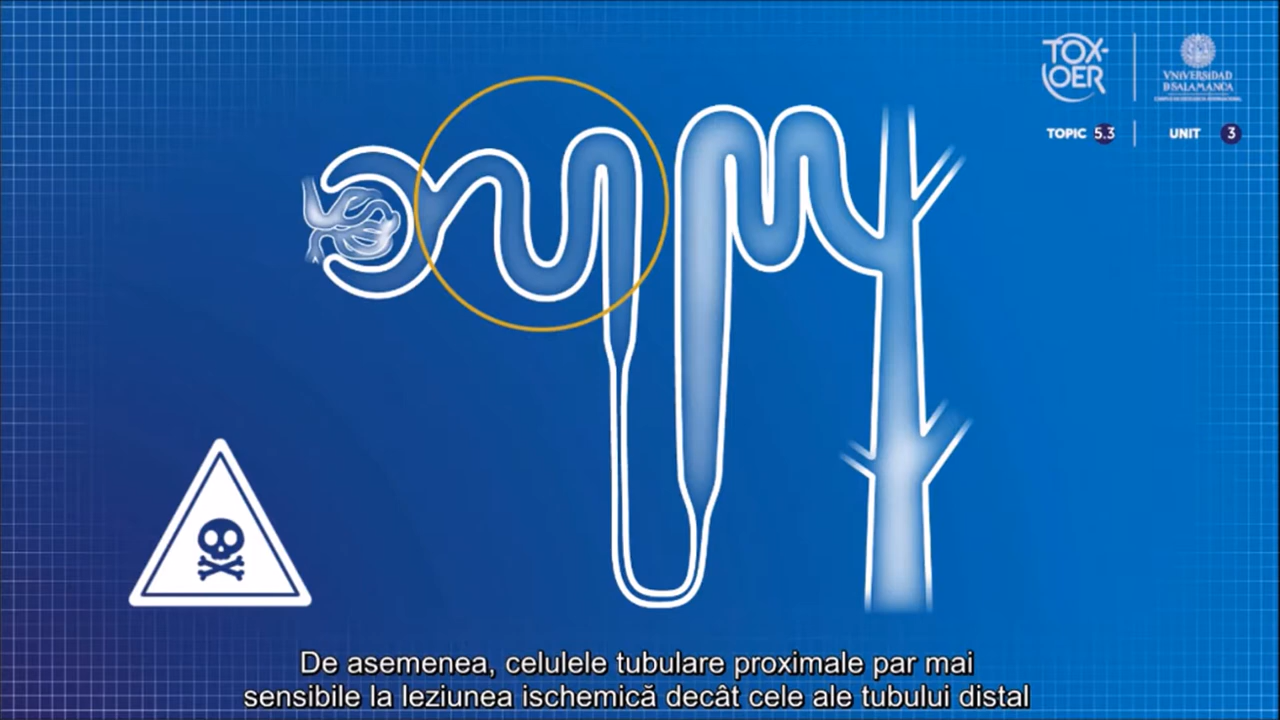 TOX-
OER
VNIVERSIDAD
D SALAMANCA
TOPIC 5.3
UNIT 3
De asemenea, celulele tubulare proximale par mai
sensibile la leziunea ischemică decât cele ale tubului distal